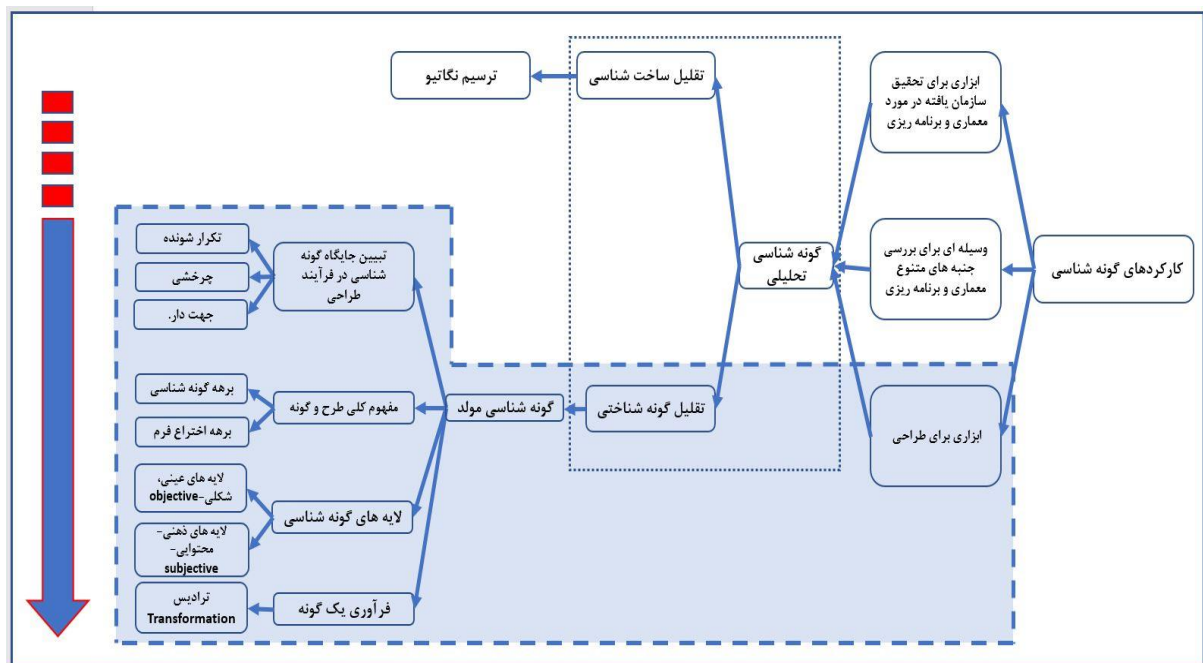 کارکردهای گونه شناسی
ابزاری برای تحقیق
سازمان یافته در مورد
معماری و برنامه ریزی
وسیله ای برای بررسی
جنبه های متنوع
معماری و برنامه ریزی
ابزاری برای طراحی
گونه شناسی
تحلیلی
تقلیل ساخت شناسی
ترسیم نگاتیو
تقلیل گونه شناختی
گونه شناسی مولد
تبیین جایگاه گونه
شناسی در فرآیند
طراحی
تکرار شونده
چرخشی
جهت دار.
مفهوم کلی طرح و گونه
برهه گونه شناسی
برهه اختراع فرم
لایه های گونه شناسی
لایه های عینی،
شکلی-objective
لایه های ذهنی-
محتوایی-
subjective
فرآوری یک گونه
ترادیس
Transformation